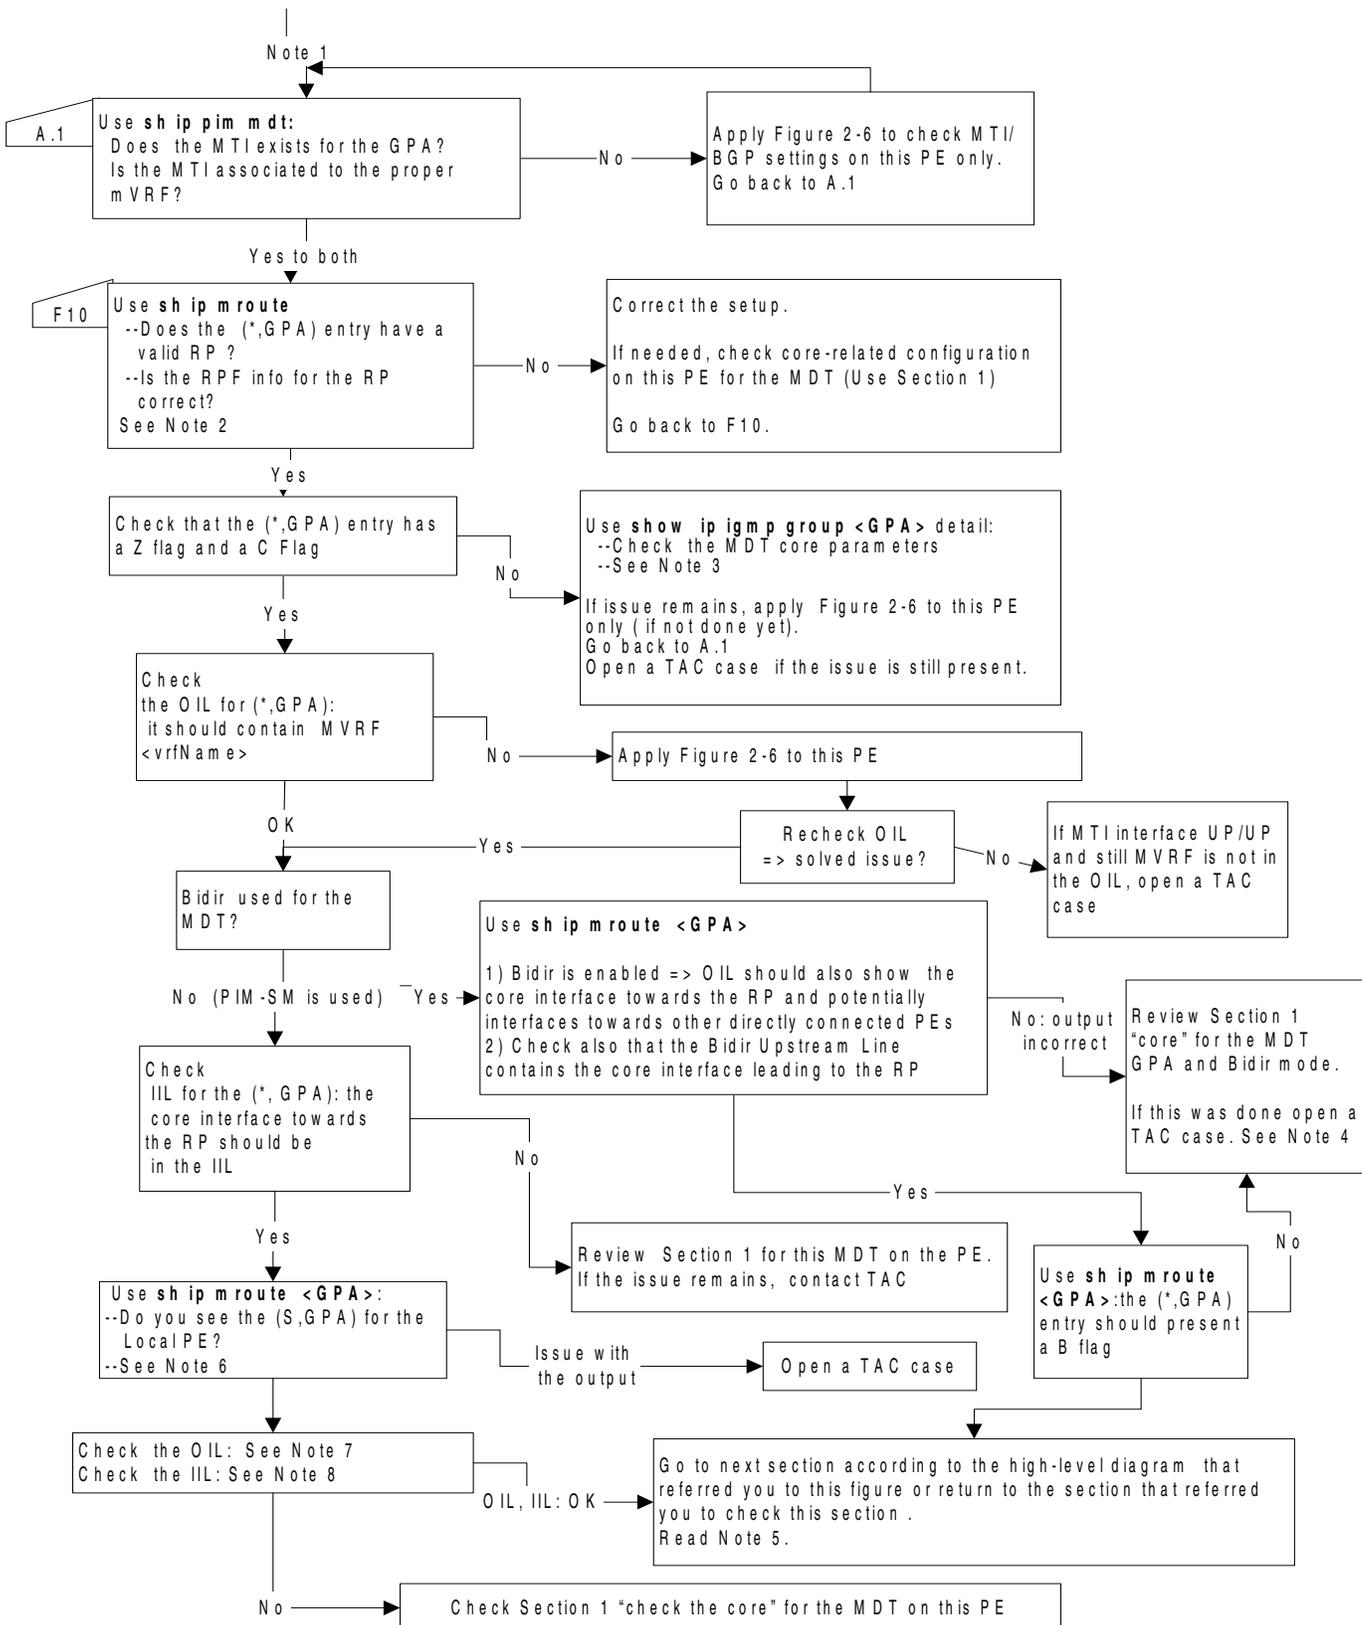 Note 1
A.1
Use sh ip pim mdt:
Does the MTI exists for the GPA?
Is the MTI associated to the proper
mVRF?
No
Apply Figure 2-6 to check MTI/
BGP settings on this PE only.
Go back to A.1
Yes to both
F10
Use sh ip mroute
--Does the (*,GPA) entry have a
valid RP ?
--Is the RPF info for the RP
correct?
See Note 2
No
Correct the setup.
If needed, check core-related configuration
on this PE for the MDT (Use Section 1)
Go back to F10.
Yes
Check that the (*,GPA) entry has
a Z flag and a C Flag
No
Use show ip igmp group <GPA> detail:
--Check the MDT core parameters
--See Note 3
If issue remains, apply Figure 2-6 to this PE
only ( if not done yet).
Go back to A.1
Open a TAC case if the issue is still present.
Yes
Check
the OIL for (*,GPA):
it should contain MVRF
<vrfName>
No
Apply Figure 2-6 to this PE
OK
Yes
Recheck OIL
=> solved issue?
No
If MTI interface UP/UP
and still MVRF is not in
the OIL, open a TAC
case
Bidir used for the
MDT?
No (PIM-SM is used)
Yes
Use sh ip mroute <GPA>
1) Bidir is enabled => OIL should also show the
core interface towards the RP and potentially
interfaces towards other directly connected PEs
2) Check also that the Bidir Upstream Line
contains the core interface leading to the RP
No: output
incorrect
Review Section 1
“core” for the MDT
GPA and Bidir mode.
If this was done open a
TAC case. See Note 4
Check
IIL for the (*, GPA): the
core interface towards
the RP should be
in the IIL
No
Yes
No
Review Section 1 for this MDT on the PE.
If the issue remains, contact TAC
Use sh ip mroute
<GPA>:the (*,GPA)
entry should present
a B flag
Yes
Use sh ip mroute <GPA>:
--Do you see the (S,GPA) for the
Local PE?
--See Note 6
Issue with
the output
Open a TAC case
Check the OIL: See Note 7
Check the IIL: See Note 8
OIL, IIL: OK
Go to next section according to the high-level diagram that
referred you to this figure or return to the section that referred
you to check this section .
Read Note 5.
No
Check Section 1 “check the core” for the MDT on this PE